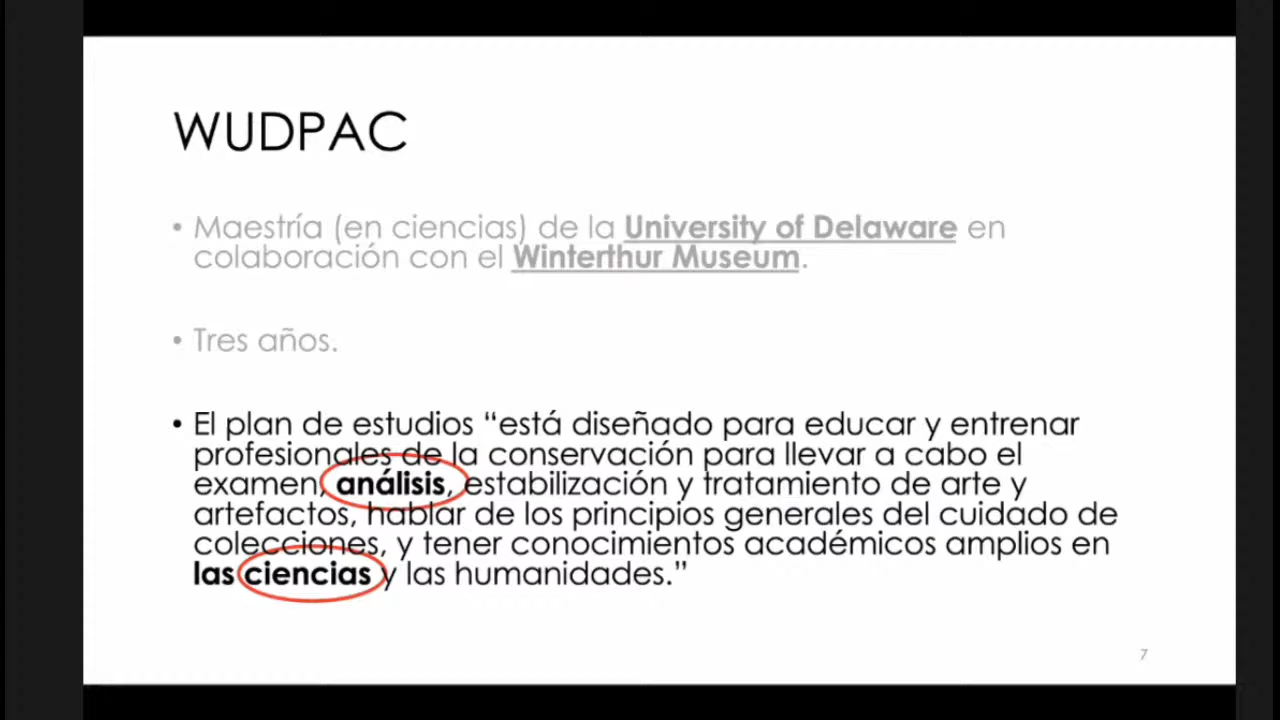 WUDPAC
• Maestría (en ciencias) de la University of Delaware en
colaboración con el Winterthur Museum.
• Tres años.
• El plan de estudios “está diseñado para educar y entrenar
profesionales de la conservación para llevar a cabo el
examen, análisis, estabilización y tratamiento de arte y
artefactos, hablar de los principios generales del cuidado de
colecciones, y tener conocimientos académicos amplios en
las ciencias y las humanidades.”
7